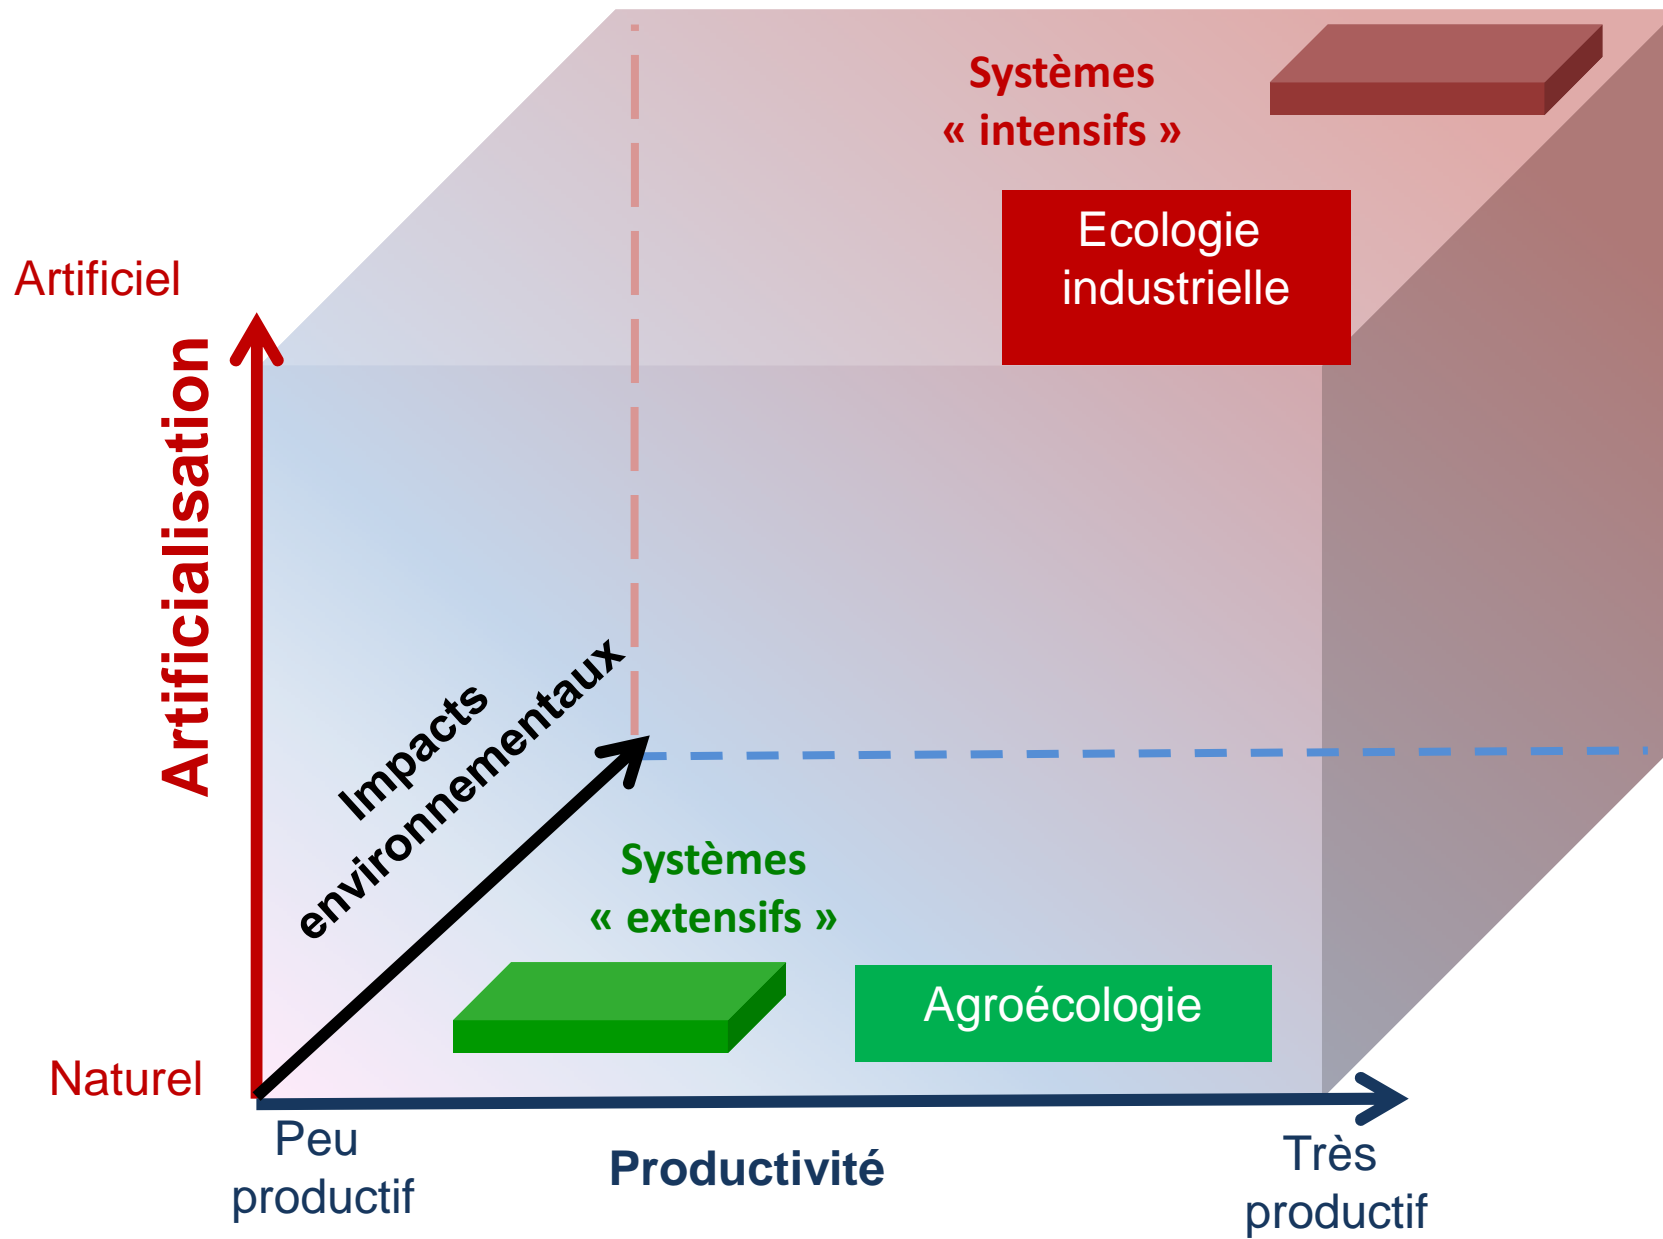 Systèmes
« intensifs »
Ecologie
industrielle
Artificiel
Artificialisation
Impacts
environnementaux
Systèmes
« extensifs »
Agroécologie
Naturel
Peu
productif
Productivité
Très
productif